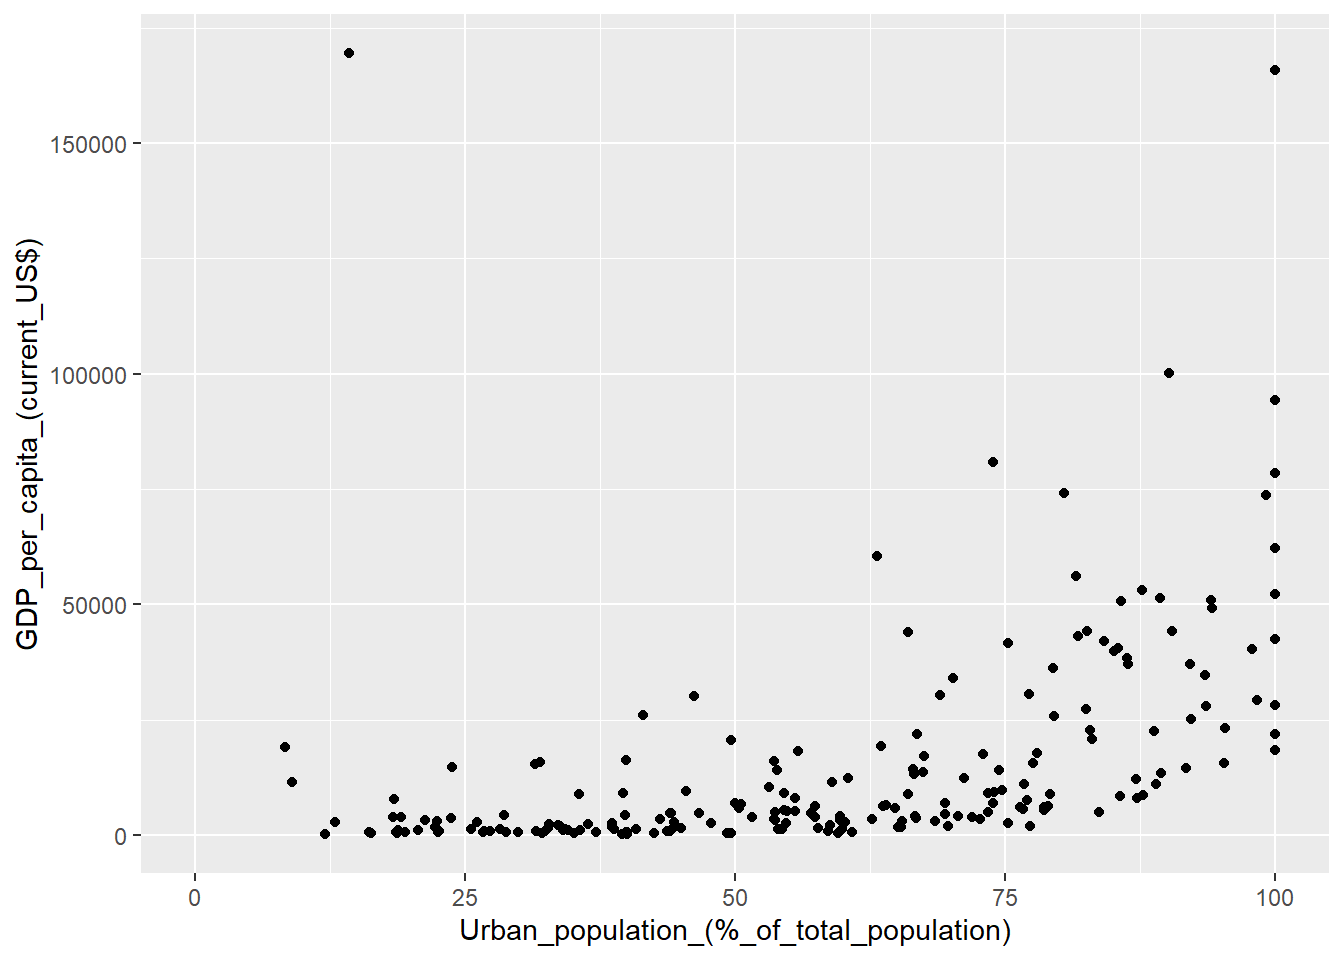 GDP_per_capita_(current_US$)
150000
100000
50000
0
0 25 50 75 100
Urban_population_(%_of_total_population)